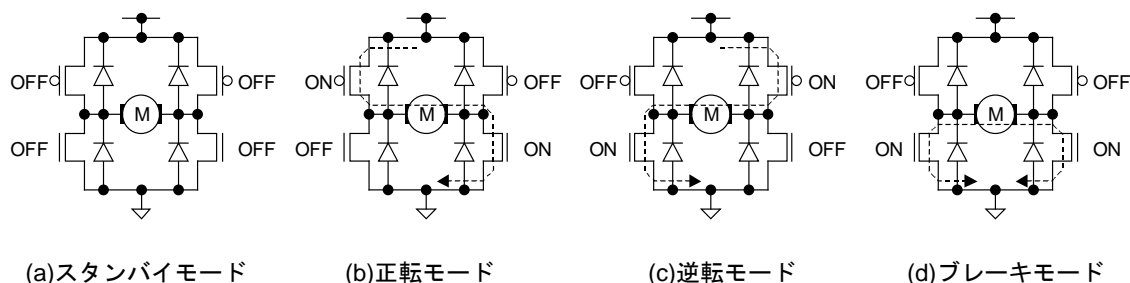 OFF OFF ON OFF OFF ON OFF OFF
M M M M
OFF OFF OFF ON ON OFF ON ON
(a)スタンバイモード (b)正転モード (c)逆転モード (d)ブレーキモード